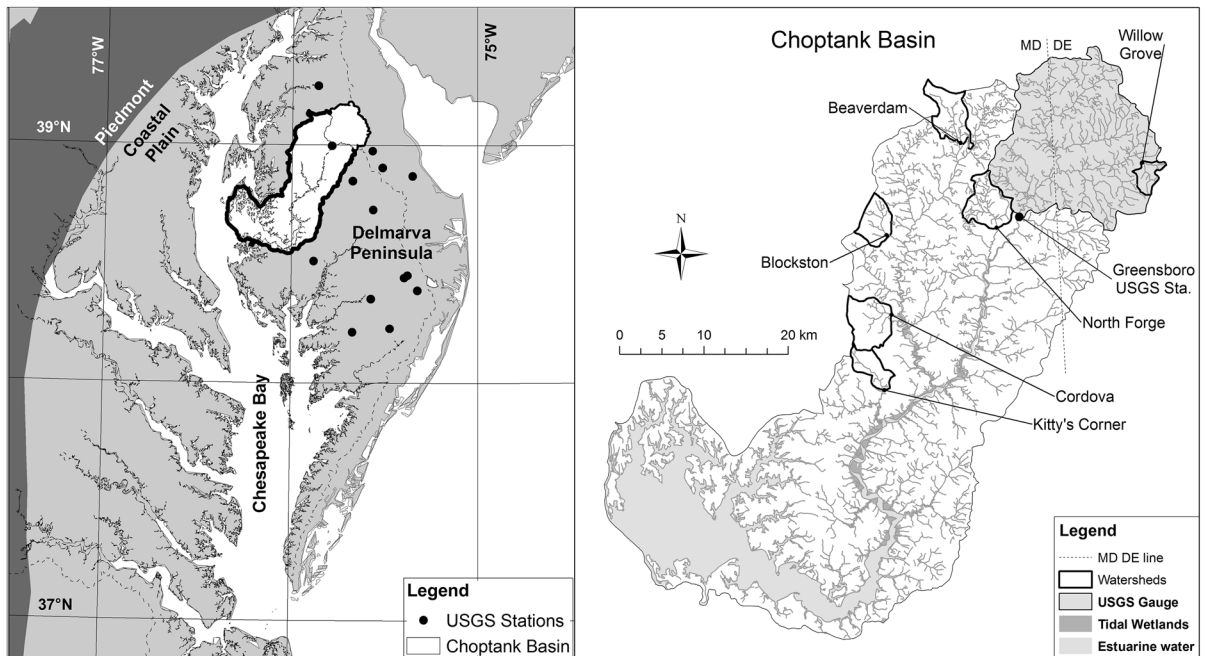 77°W
75°W
39°N
Piedmont
Coastal
Plain
Delmarva
Peninsula
Chesapeake Bay
37°N
Legend
USGS Stations
Choptank Basin
Choptank Basin
MD DE
Willow
Grove
Beaverdam
N
Blockston
Greensboro
USGS Sta.
North Forge
0 5 10 20 km
Cordova
Kitty's Corner
Legend
MD DE line
Watersheds
USGS Gauge
Tidal Wetlands
Estuarine water